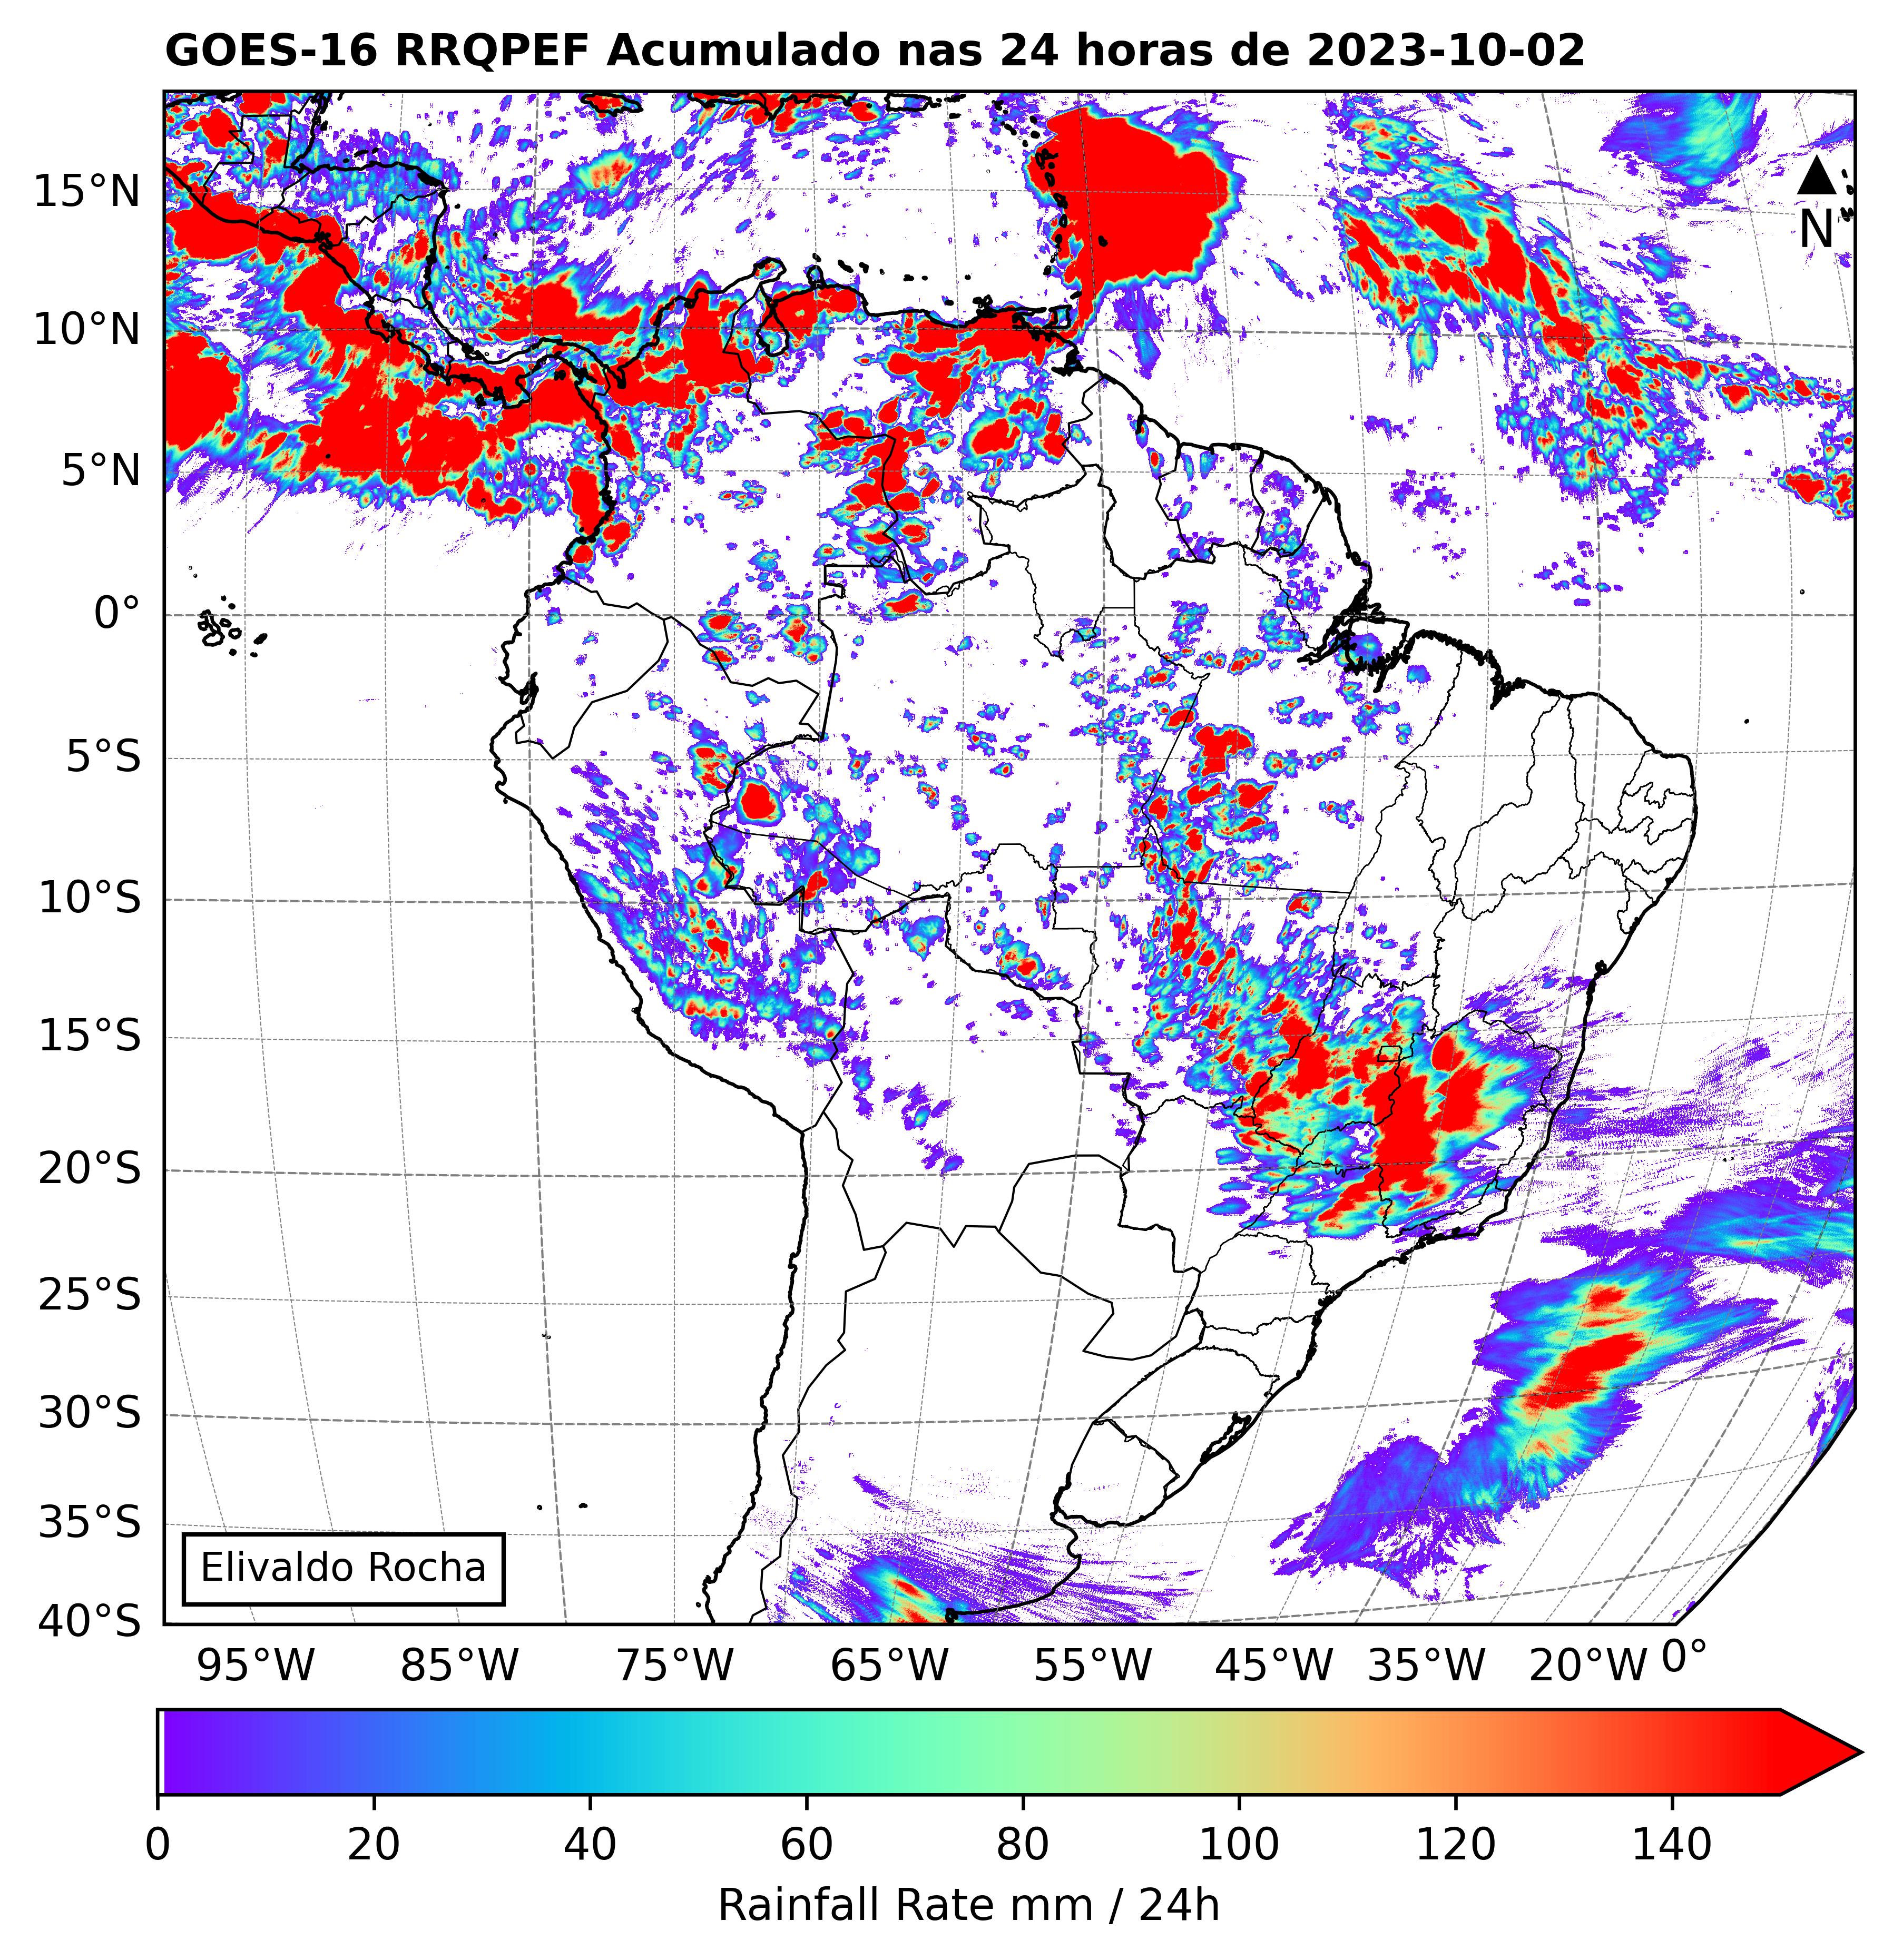 GOES-16 RRQPEF Acumulado nas 24 horas de 2023-10-02
N
15°N
10°N
5°N
0°
5°S
10°S
15°S
20°S
25°S
30°S
35°S
40°S
Elivaldo Rocha
95°W 85°W 75°W 65°W 55°W 45°W 35°W 20°W 0°
0 20 40 60 80 100 120 140
Rainfall Rate mm / 24h